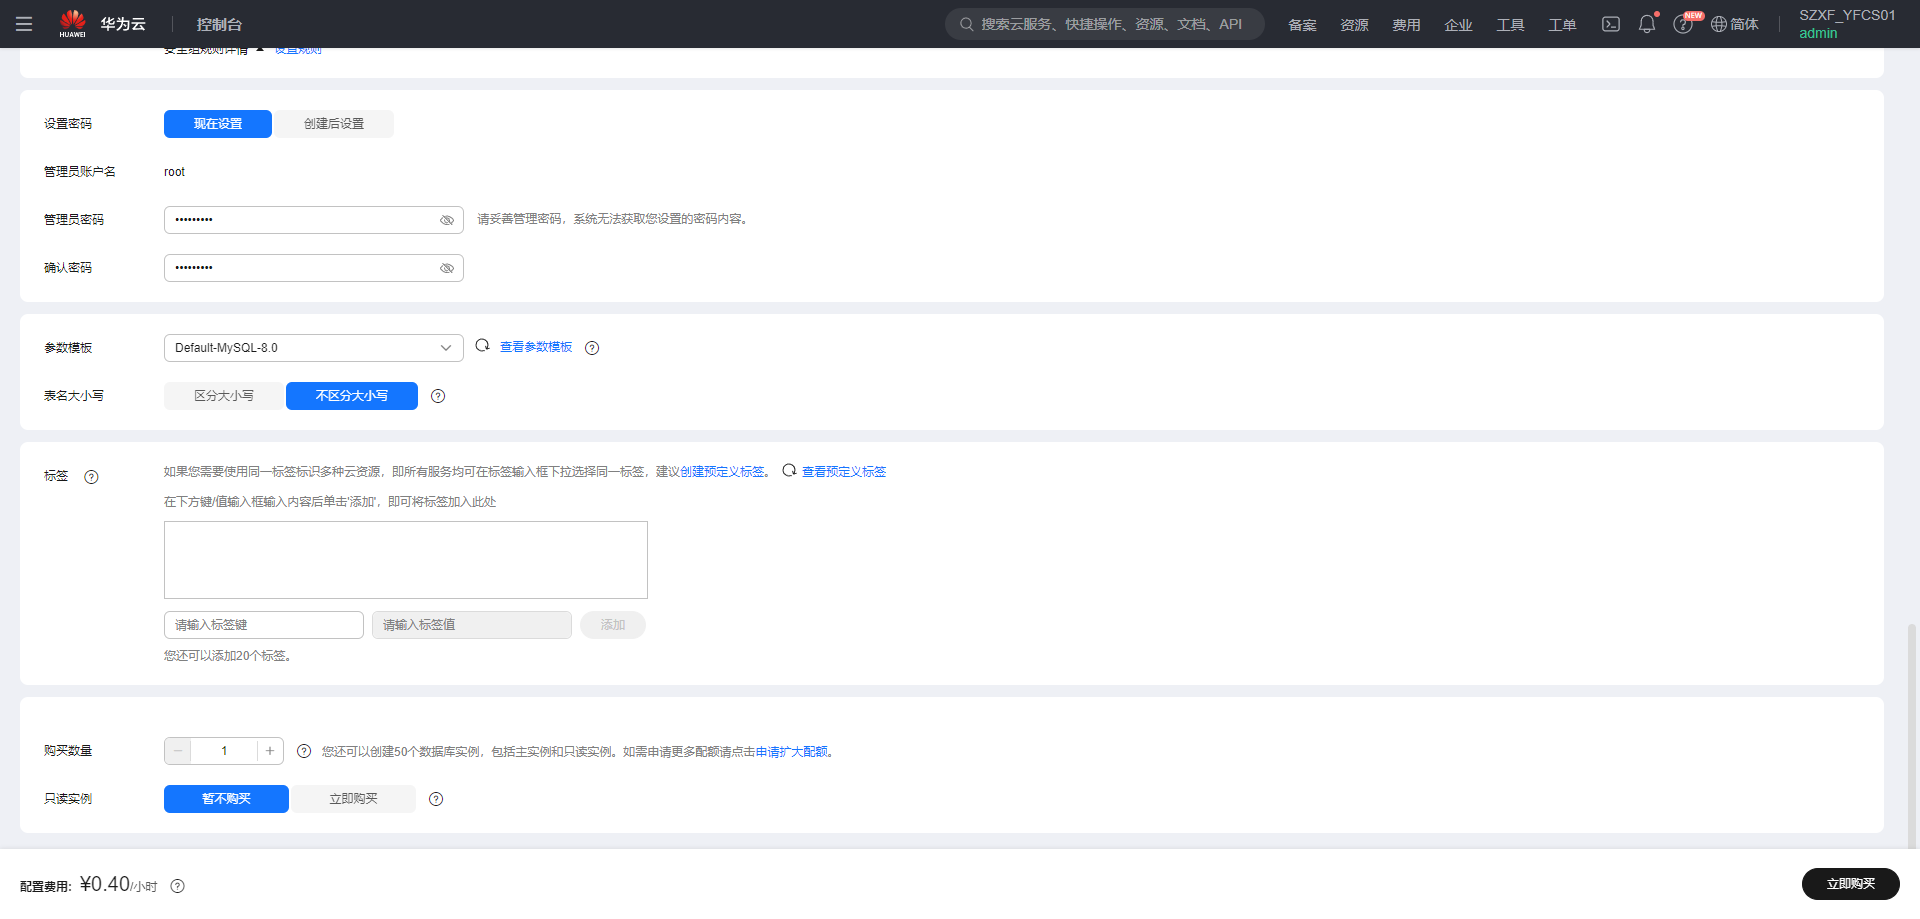 HUAWEI
华为云
控制台
搜索云服务、快捷操作、资源、文档、API
备案
资源
费用
企业
工具
工单
NEW
简体
SZXF_YFCS01
admin
安全组规则详情
设置规则
设置密码
现在设置
创建后设置
管理员账户名
root
管理员密码
•••••••••
请妥善管理密码，系统无法获取您设置的密码内容。
确认密码
•••••••••
参数模板
Default-MySQL-8.0
查看参数模板
表名大小写
区分大小写
不区分大小写
标签
如果您需要使用同一标签标识多种云资源，即所有服务均可在标签输入框下拉选择同一标签，建议创建预定义标签。 查看预定义标签
在下方键/值输入框输入内容后单击'添加'，即可将标签加入此处
请输入标签键
请输入标签值
添加
您还可以添加20个标签。
购买数量
1
您还可以创建50个数据库实例，包括主实例和只读实例。如需申请更多配额请点击申请扩大配额。
只读实例
暂不购买
立即购买
配置费用: ¥0.40/小时
立即购买